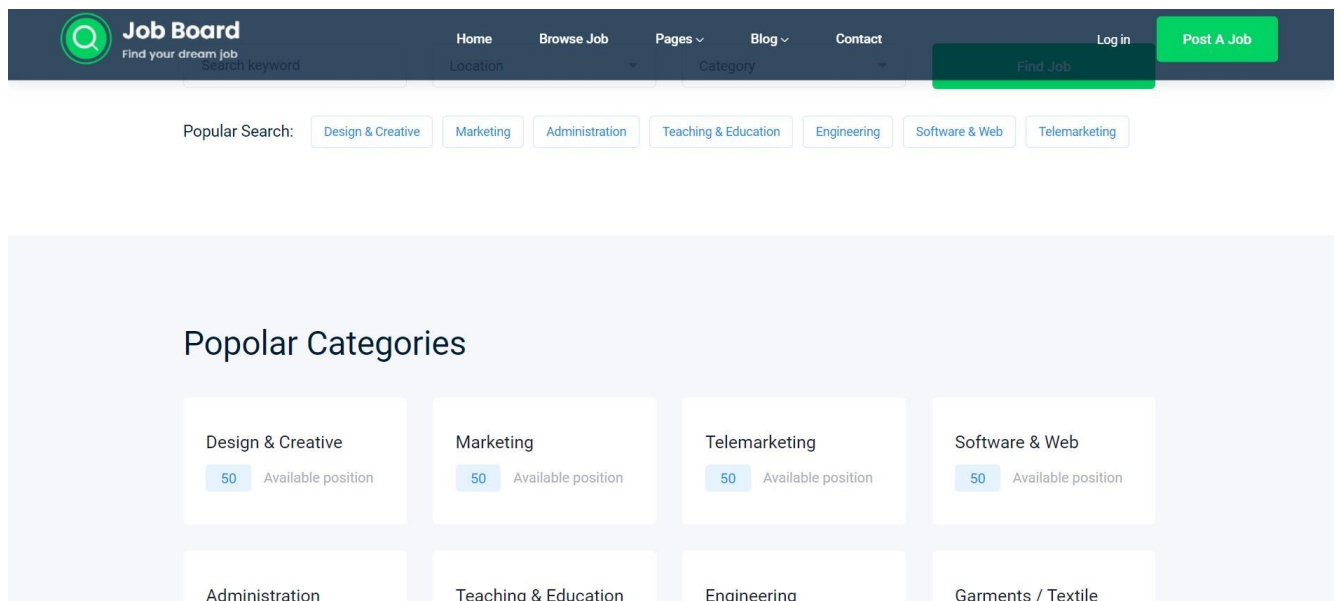 Job Board
Find your dream job
Home Browse Job Pages Blog Contact Log in Post A Job
Search keyword Location Category Find Job
Popular Search: Design & Creative Marketing Administration Teaching & Education Engineering Software & Web Telemarketing
Popolar Categories
Design & Creative Marketing Telemarketing Software & Web
50 Available position 50 Available position 50 Available position 50 Available position
Administration Teaching & Education Engineering Garments / Textile